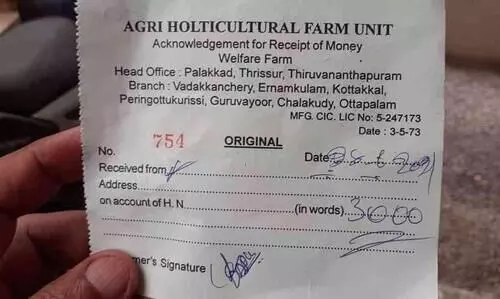 AGRI HOLTICULTURAL FARM UNIT
Acknowledgement for Receipt of Money
Welfare Farm
Head Office : Palakkad, Thrissur, Thiruvananthapuram
Branch : Vadakkanchery, Ernamkulam, Kottakkal,
Peringottukurissi, Guruvayoor, Chalakudy, Ottapalam
MFG. CIC. LIC No: 5-247173
Date : 3-5-73
754 ORIGINAL
No. Date
Received from
Address
on account of H. N. (in words) 3000
mer's Signature